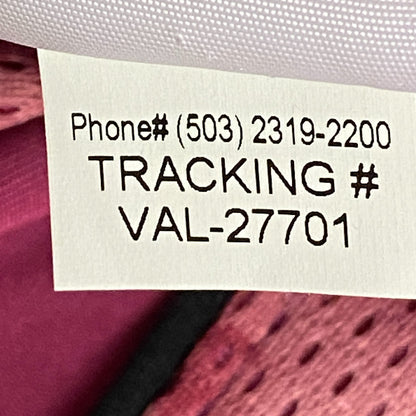 Phone# (503) 2319-2200
TRACKING #
VAL-27701